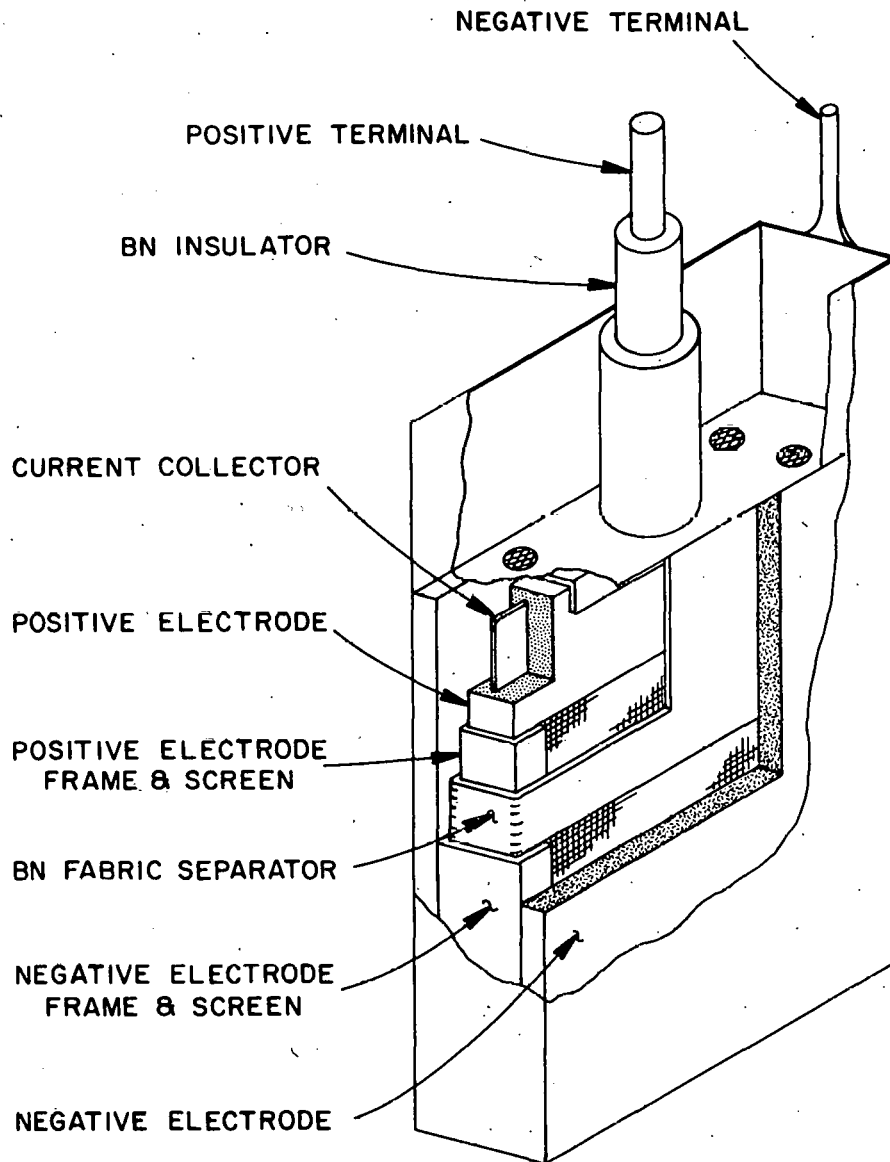 NEGATIVE TERMINAL
POSITIVE TERMINAL
BN INSULATOR
CURRENT COLLECTOR
POSITIVE ELECTRODE
POSITIVE ELECTRODE
FRAME & SCREEN
BN FABRIC SEPARATOR
NEGATIVE ELECTRODE
FRAME & SCREEN
NEGATIVE ELECTRODE